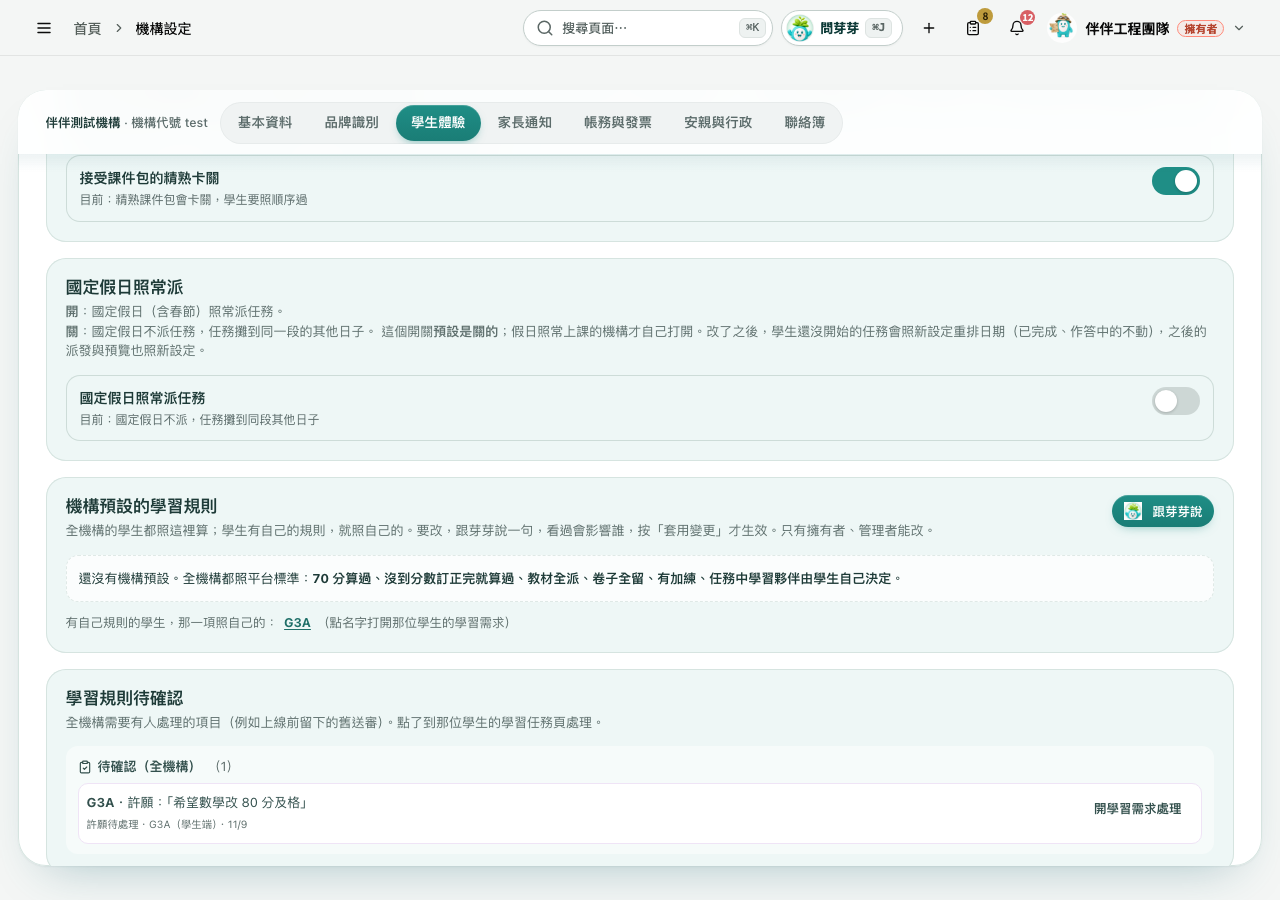 首頁
機構設定
搜尋頁面…
⌘K
問芽芽
⌘J
8
12
伴伴工程團隊
擁有者
伴伴測試機構 · 機構代號 test
基本資料
品牌識別
學生體驗
家長通知
帳務與發票
安親與行政
聯絡簿
接受課件包的精熟卡關
目前：精熟課件包會卡關，學生要照順序過
國定假日照常派
開：國定假日（含春節）照常派任務。
關：國定假日不派任務，任務攤到同一段的其他日子。 這個開關預設是關的；假日照常上課的機構才自己打開。改了之後，學生還沒開始的任務會照新設定重排日期（已完成、作答中的不動），之後的
派發與預覽也照新設定。
國定假日照常派任務
目前：國定假日不派，任務攤到同段其他日子
機構預設的學習規則
全機構的學生都照這裡算；學生有自己的規則，就照自己的。要改，跟芽芽說一句，看過會影響誰，按「套用變更」才生效。只有擁有者、管理者能改。
跟芽芽說
還沒有機構預設。全機構都照平台標準：70 分算過、沒到分數訂正完就算過、教材全派、卷子全留、有加練、任務中學習夥伴由學生自己決定。
有自己規則的學生，那一項照自己的： G3A （點名字打開那位學生的學習需求）
學習規則待確認
全機構需要有人處理的項目（例如上線前留下的舊送審）。點了到那位學生的學習任務頁處理。
待確認（全機構） （1）
G3A · 許願：「希望數學改 80 分及格」
許願待處理 · G3A（學生端） · 11/9
開學習需求處理